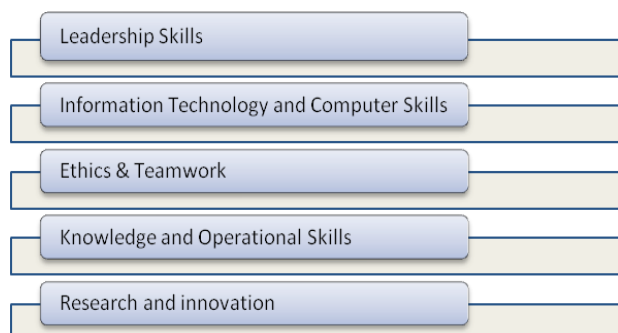 Leadership Skills
Information Technology and Computer Skills
Ethics & Teamwork
Knowledge and Operational Skills
Research and innovation